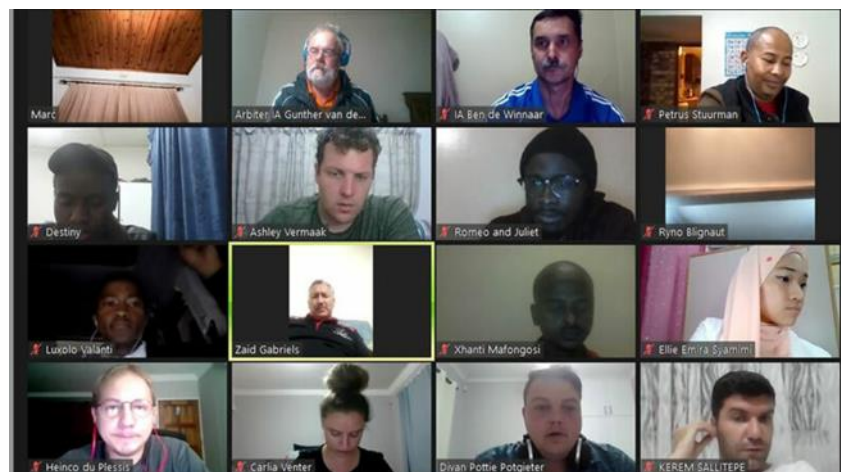 Marc
Arbiter IA Gunther van de...
IA Ben de Winnaar
Petrus Stuurman
Destiny
Ashley Vermaak
Romeo and Juliet
Ryno Blignaut
Luxolo Valanti
Zaid Gabriels
Xhanti Mafongosi
Ellie Emira Syamimi
Heinco du Plessis
Carlia Venter
Divan Pottie Potgieter
KEREM SALLITEPE